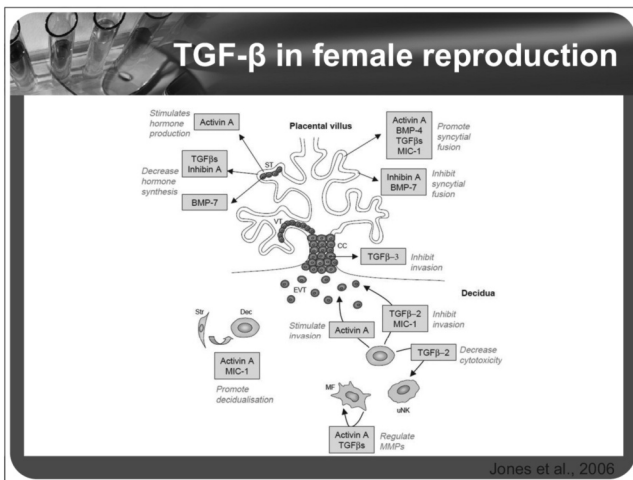 TGF-β in female reproduction
Stimulates
hormone
production
Activin A
Placental villus
Activin A
BMP-4
TGFβs
MIC-1
Promote
syncytial
fusion
ST
TGFβs
Inhibin A
Decrease
hormone
synthesis
BMP-7
Inhibin A
BMP-7
Inhibit
syncytial
fusion
VT
CC
TGFβ–3
Inhibit
invasion
EVT
Decidua
Str
Dec
Stimulate
invasion
Activin A
TGFβ–2
MIC-1
Inhibit
invasion
TGFβ–2
Decrease
cytotoxicity
Activin A
MIC-1
Promote
decidualisation
MF
uNK
Activin A
TGFβs
Regulate
MMPs
Jones et al., 2006